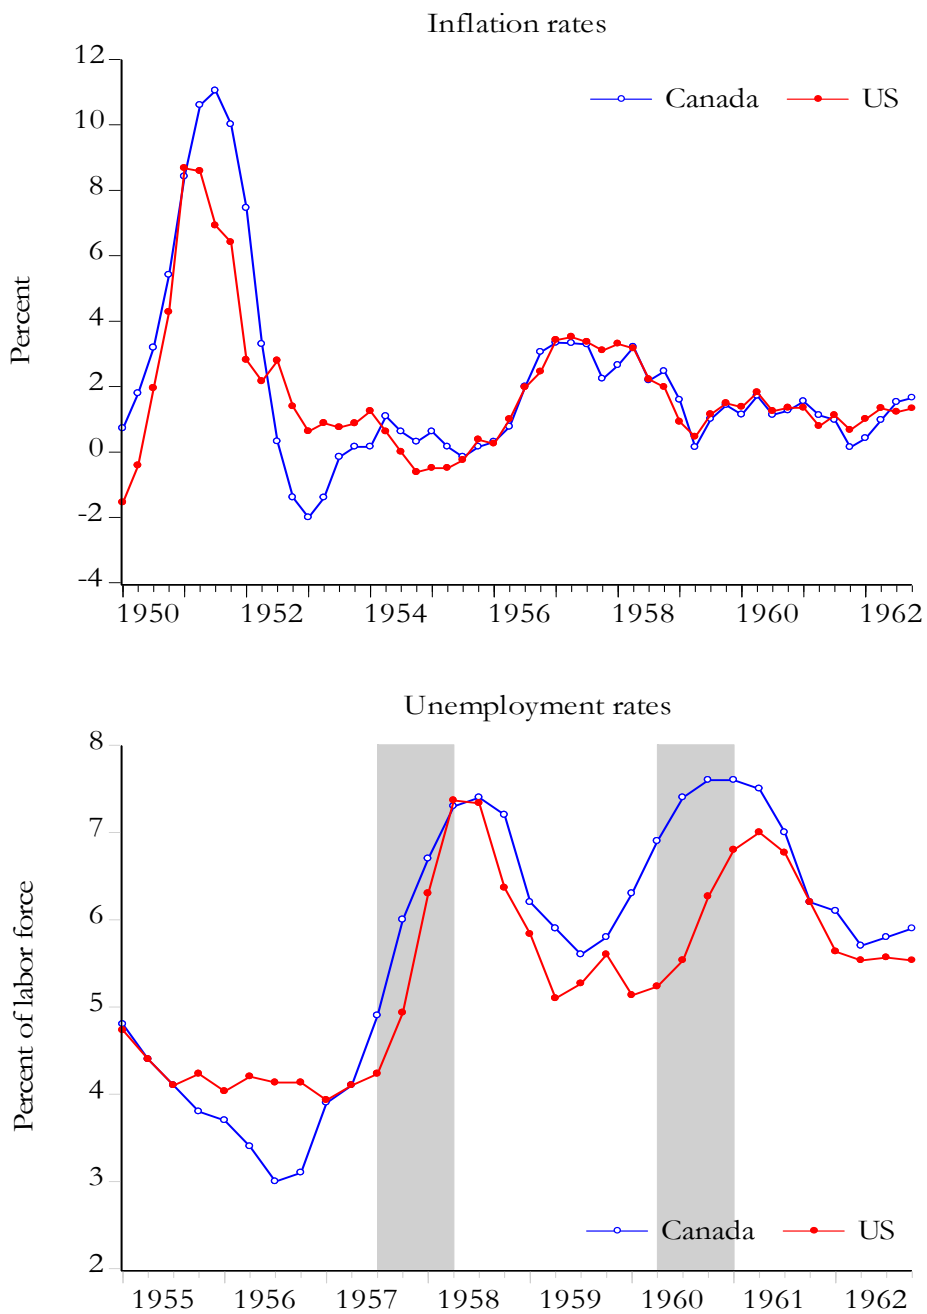 Inflation rates
12
Canada US
10
8
6
Percent
4
2
0
-2
-4
1950 1952 1954 1956 1958 1960 1962
Unemployment rates
8
7
6
Percent of labor force
5
4
3
Canada US
2
1955 1956 1957 1958 1959 1960 1961 1962